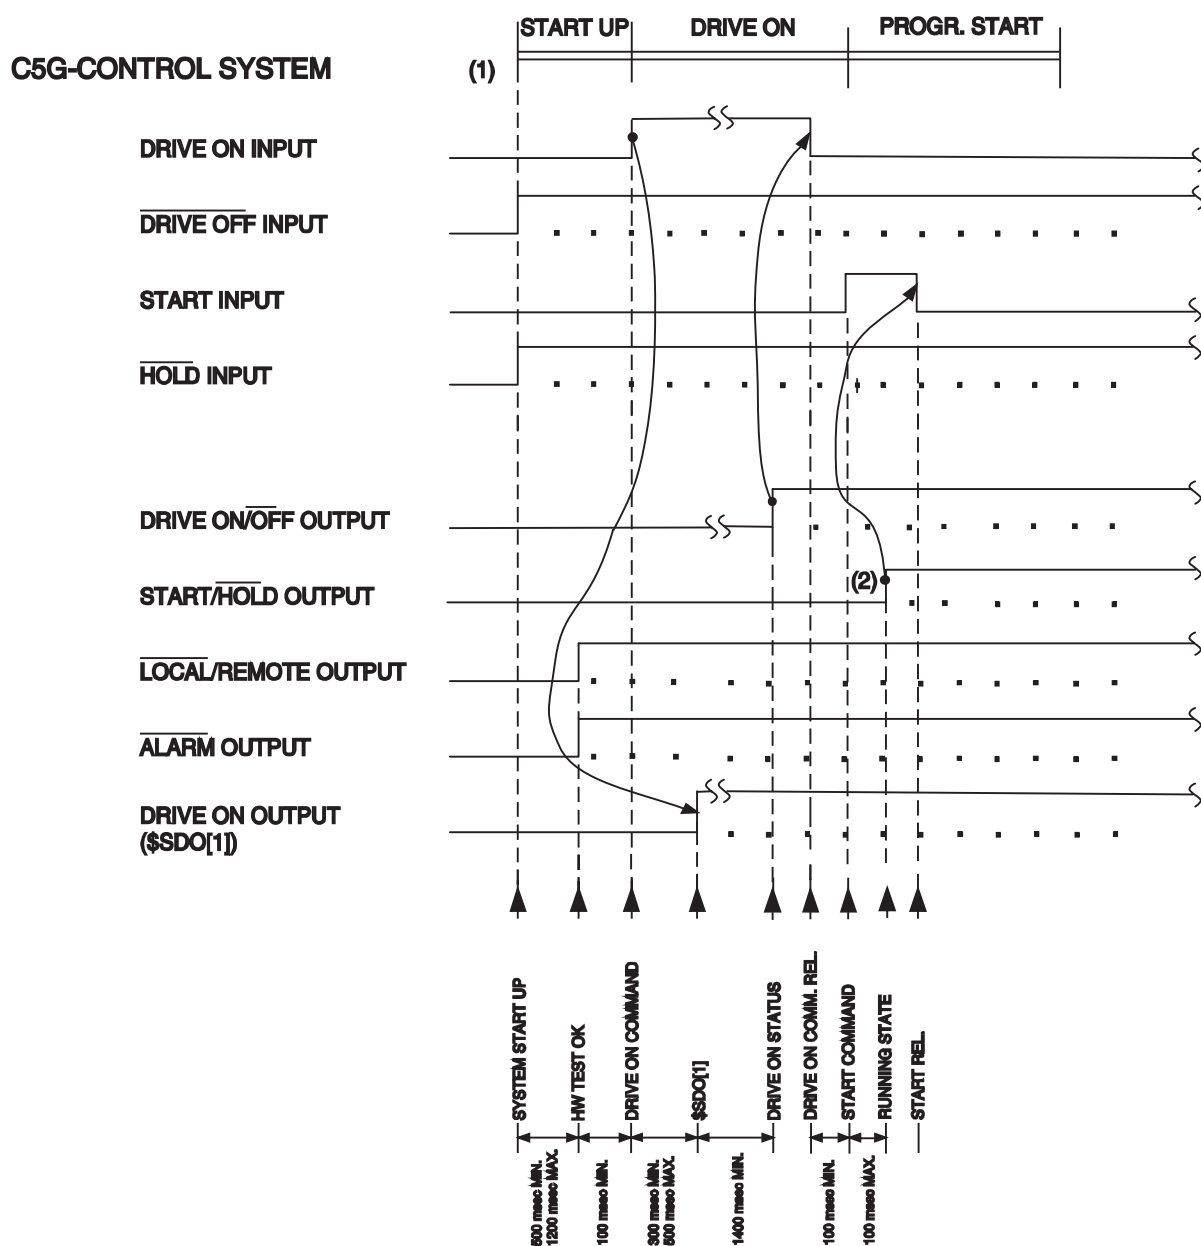 START UP
DRIVE ON
PROGR. START
C5G-CONTROL SYSTEM
(1)
DRIVE ON INPUT
DRIVE OFF INPUT
START INPUT
HOLD INPUT
DRIVE ON/OFF OUTPUT
START/HOLD OUTPUT
(2)
LOCAL/REMOTE OUTPUT
ALARM OUTPUT
DRIVE ON OUTPUT
($SDO[1])
SYSTEM START UP
HW TEST OK
DRIVE ON COMMAND
$SDO[1]
DRIVE ON STATUS
DRIVE ON COMM. REL.
START COMMAND
RUNNING STATE
START REL.
500 msec MIN.
1200 msec MAX.
100 msec MIN.
300 msec MIN.
500 msec MAX.
1400 msec MIN.
100 msec MIN.
100 msec MAX.